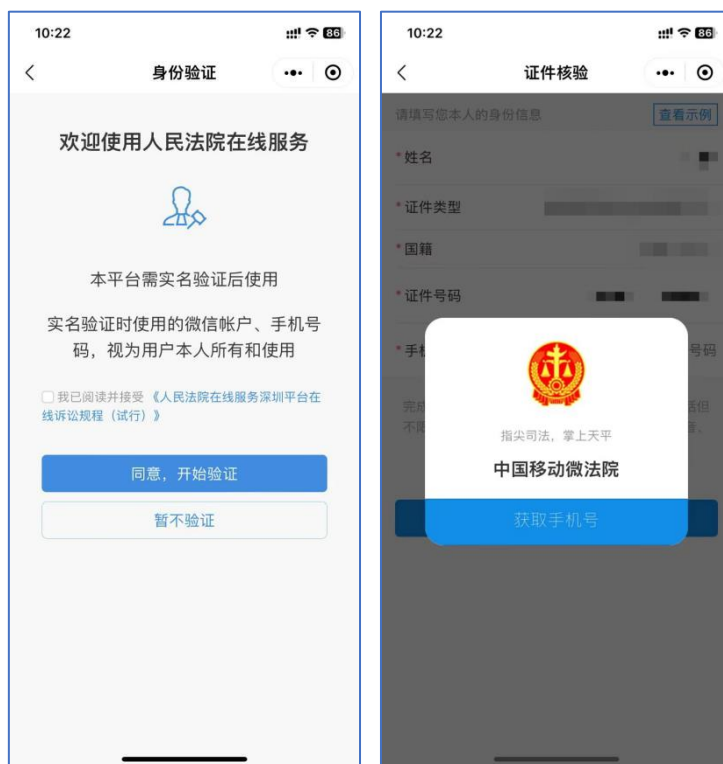 10:22
86
身份验证
欢迎使用人民法院在线服务
本平台需实名验证后使用
实名验证时使用的微信帐户、手机号
码，视为用户本人所有和使用
我已阅读并接受《人民法院在线服务深圳平台在
线诉讼规程（试行）》
同意，开始验证
暂不验证
10:22
86
证件核验
请填写您本人的身份信息
查看示例
*姓名
*证件类型
*国籍
*证件号码
*手机
号码
指尖司法，掌上天平
中国移动微法院
获取手机号